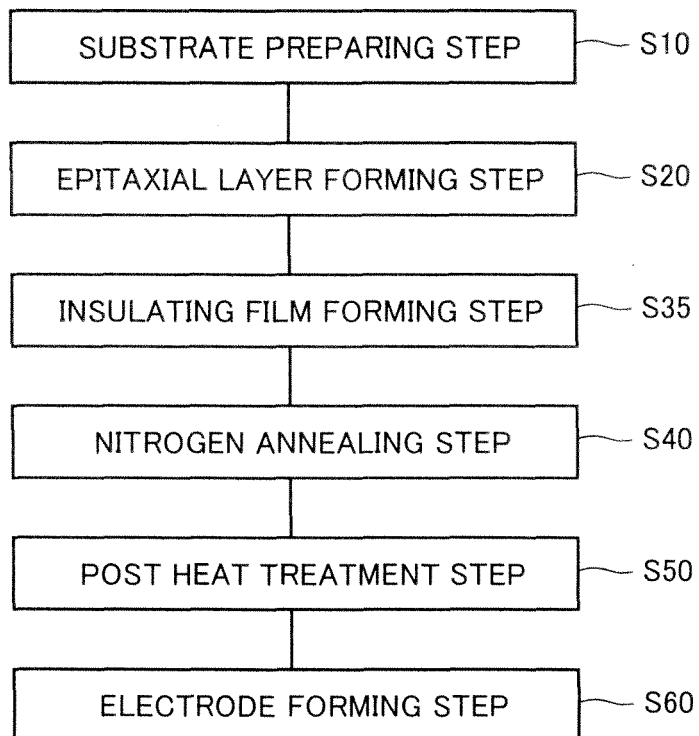 SUBSTRATE PREPARING STEP S10
EPITAXIAL LAYER FORMING STEP S20
INSULATING FILM FORMING STEP S35
NITROGEN ANNEALING STEP S40
POST HEAT TREATMENT STEP S50
ELECTRODE FORMING STEP S60